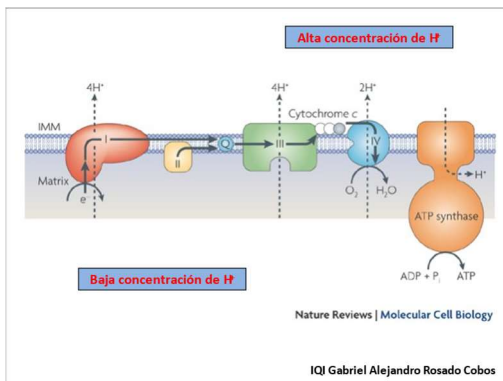 Alta concentración de H+
4H+ 4H+ 2H+
Cytochrome c
IMM
I Q III IV
II
Matrix
e-
O2 H2O
H+
ATP synthase
Baja concentración de H+
ADP + Pi ATP
Nature Reviews | Molecular Cell Biology
IQI Gabriel Alejandro Rosado Cobos